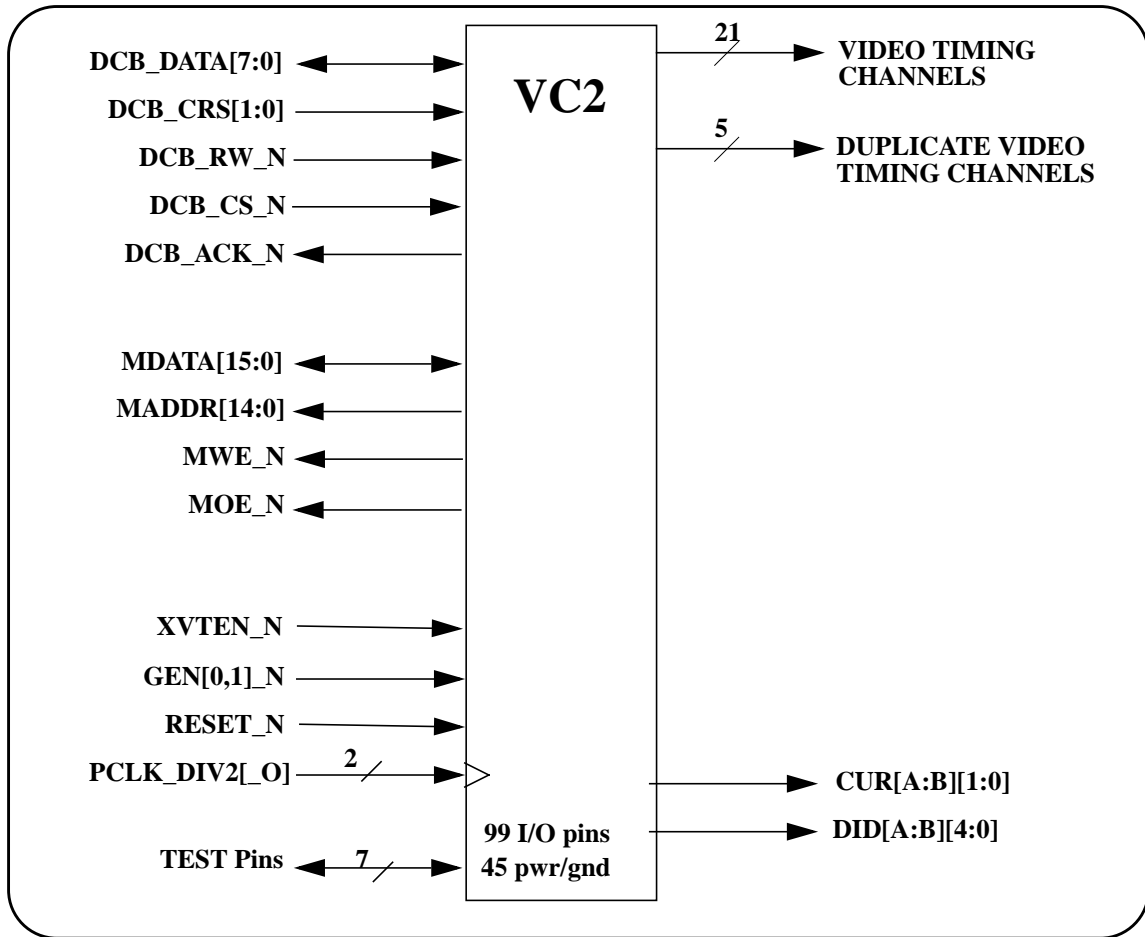 DCB_DATA[7:0]
DCB_CRS[1:0]
DCB_RW_N
DCB_CS_N
DCB_ACK_N
MDATA[15:0]
MADDR[14:0]
MWE_N
MOE_N
XVTEN_N
GEN[0,1]_N
RESET_N
PCLK_DIV2[_O]
2
TEST Pins
7
VC2
99 I/O pins
45 pwr/gnd
21
VIDEO TIMING
CHANNELS
5
DUPLICATE VIDEO
TIMING CHANNELS
CUR[A:B][1:0]
DID[A:B][4:0]